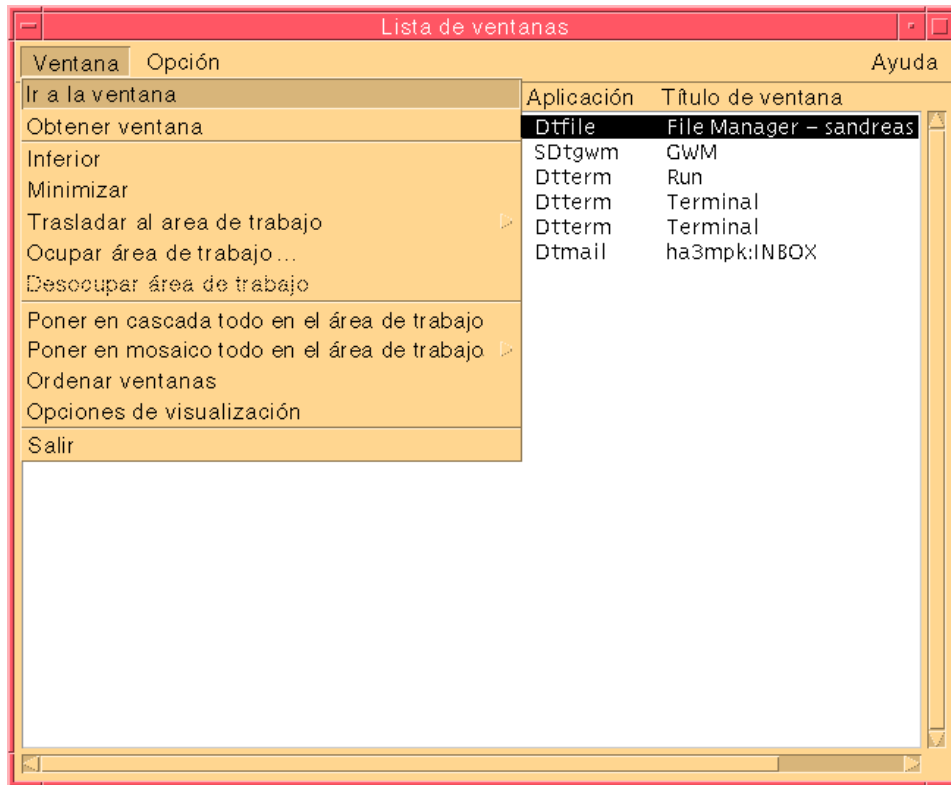 Lista de ventanas
Ventana Opción Ayuda
Ir a la ventana
Obtener ventana
Inferior
Minimizar
Trasladar al area de trabajo
Ocupar área de trabajo...
Desocupar área de trabajo
Poner en cascada todo en el área de trabajo
Poner en mosaico todo en el área de trabajo
Ordenar ventanas
Opciones de visualización
Salir
Aplicación Título de ventana
Dtfile File Manager – sandreas
SDtgwm GWM
Dtterm Run
Dtterm Terminal
Dtterm Terminal
Dtmail ha3mpk:INBOX